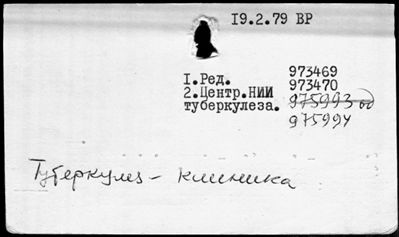 19.2.79 ВР
1.Ред. 973469
2.Центр.НИИ 973470
туберкулеза. 975993
975994
Туберкулез - клиника